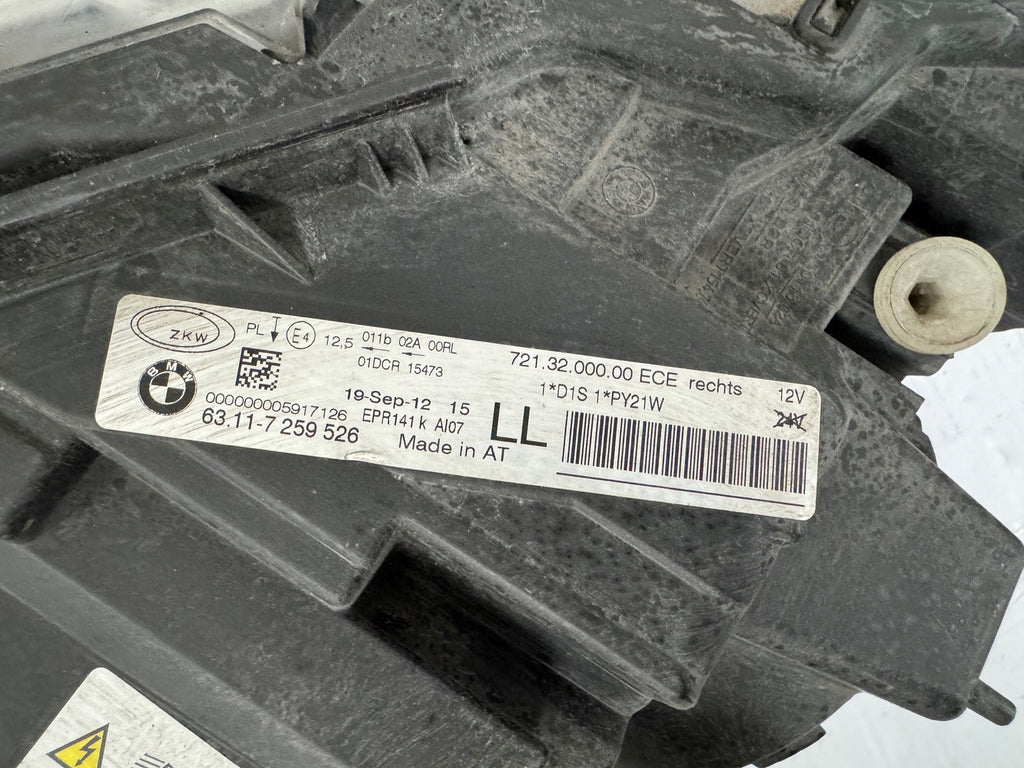 ZKW
PL E4 12,5 011b 02A 00RL
01DCR 15473
721.32.000.00 ECE rechts 12V
1*D1S 1*PY21W 24V
BMW
19-Sep-12 15
000000005917126 EPR141 k AI07 LL
63.11-7 259 526 Made in AT